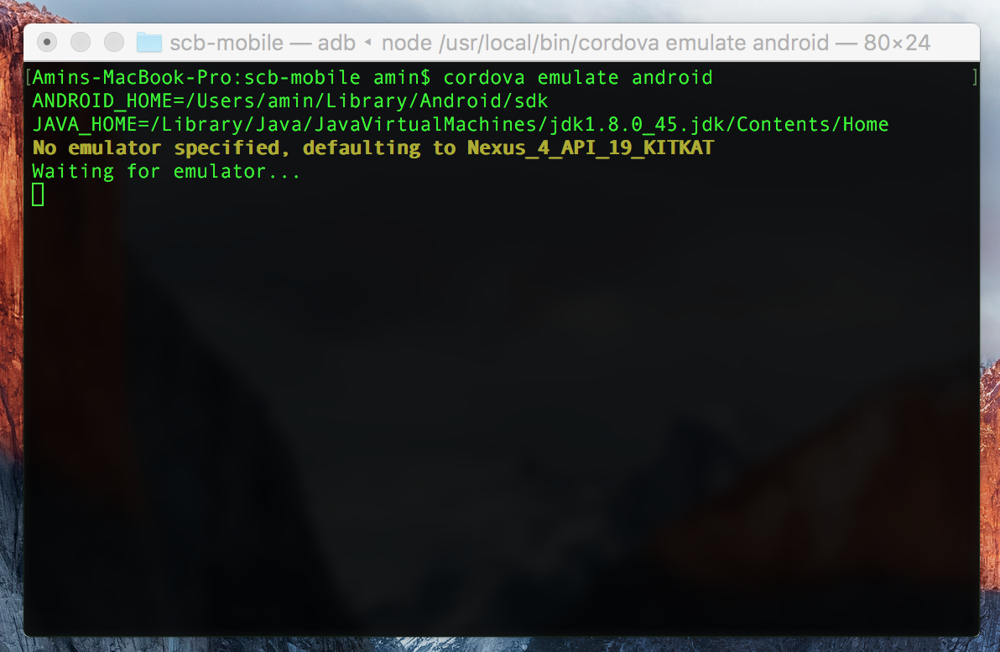 scb-mobile — adb ◂ node /usr/local/bin/cordova emulate android — 80×24
[Amins-MacBook-Pro:scb-mobile amin$ cordova emulate android ]
ANDROID_HOME=/Users/amin/Library/Android/sdk
JAVA_HOME=/Library/Java/JavaVirtualMachines/jdk1.8.0_45.jdk/Contents/Home
No emulator specified, defaulting to Nexus_4_API_19_KITKAT
Waiting for emulator...